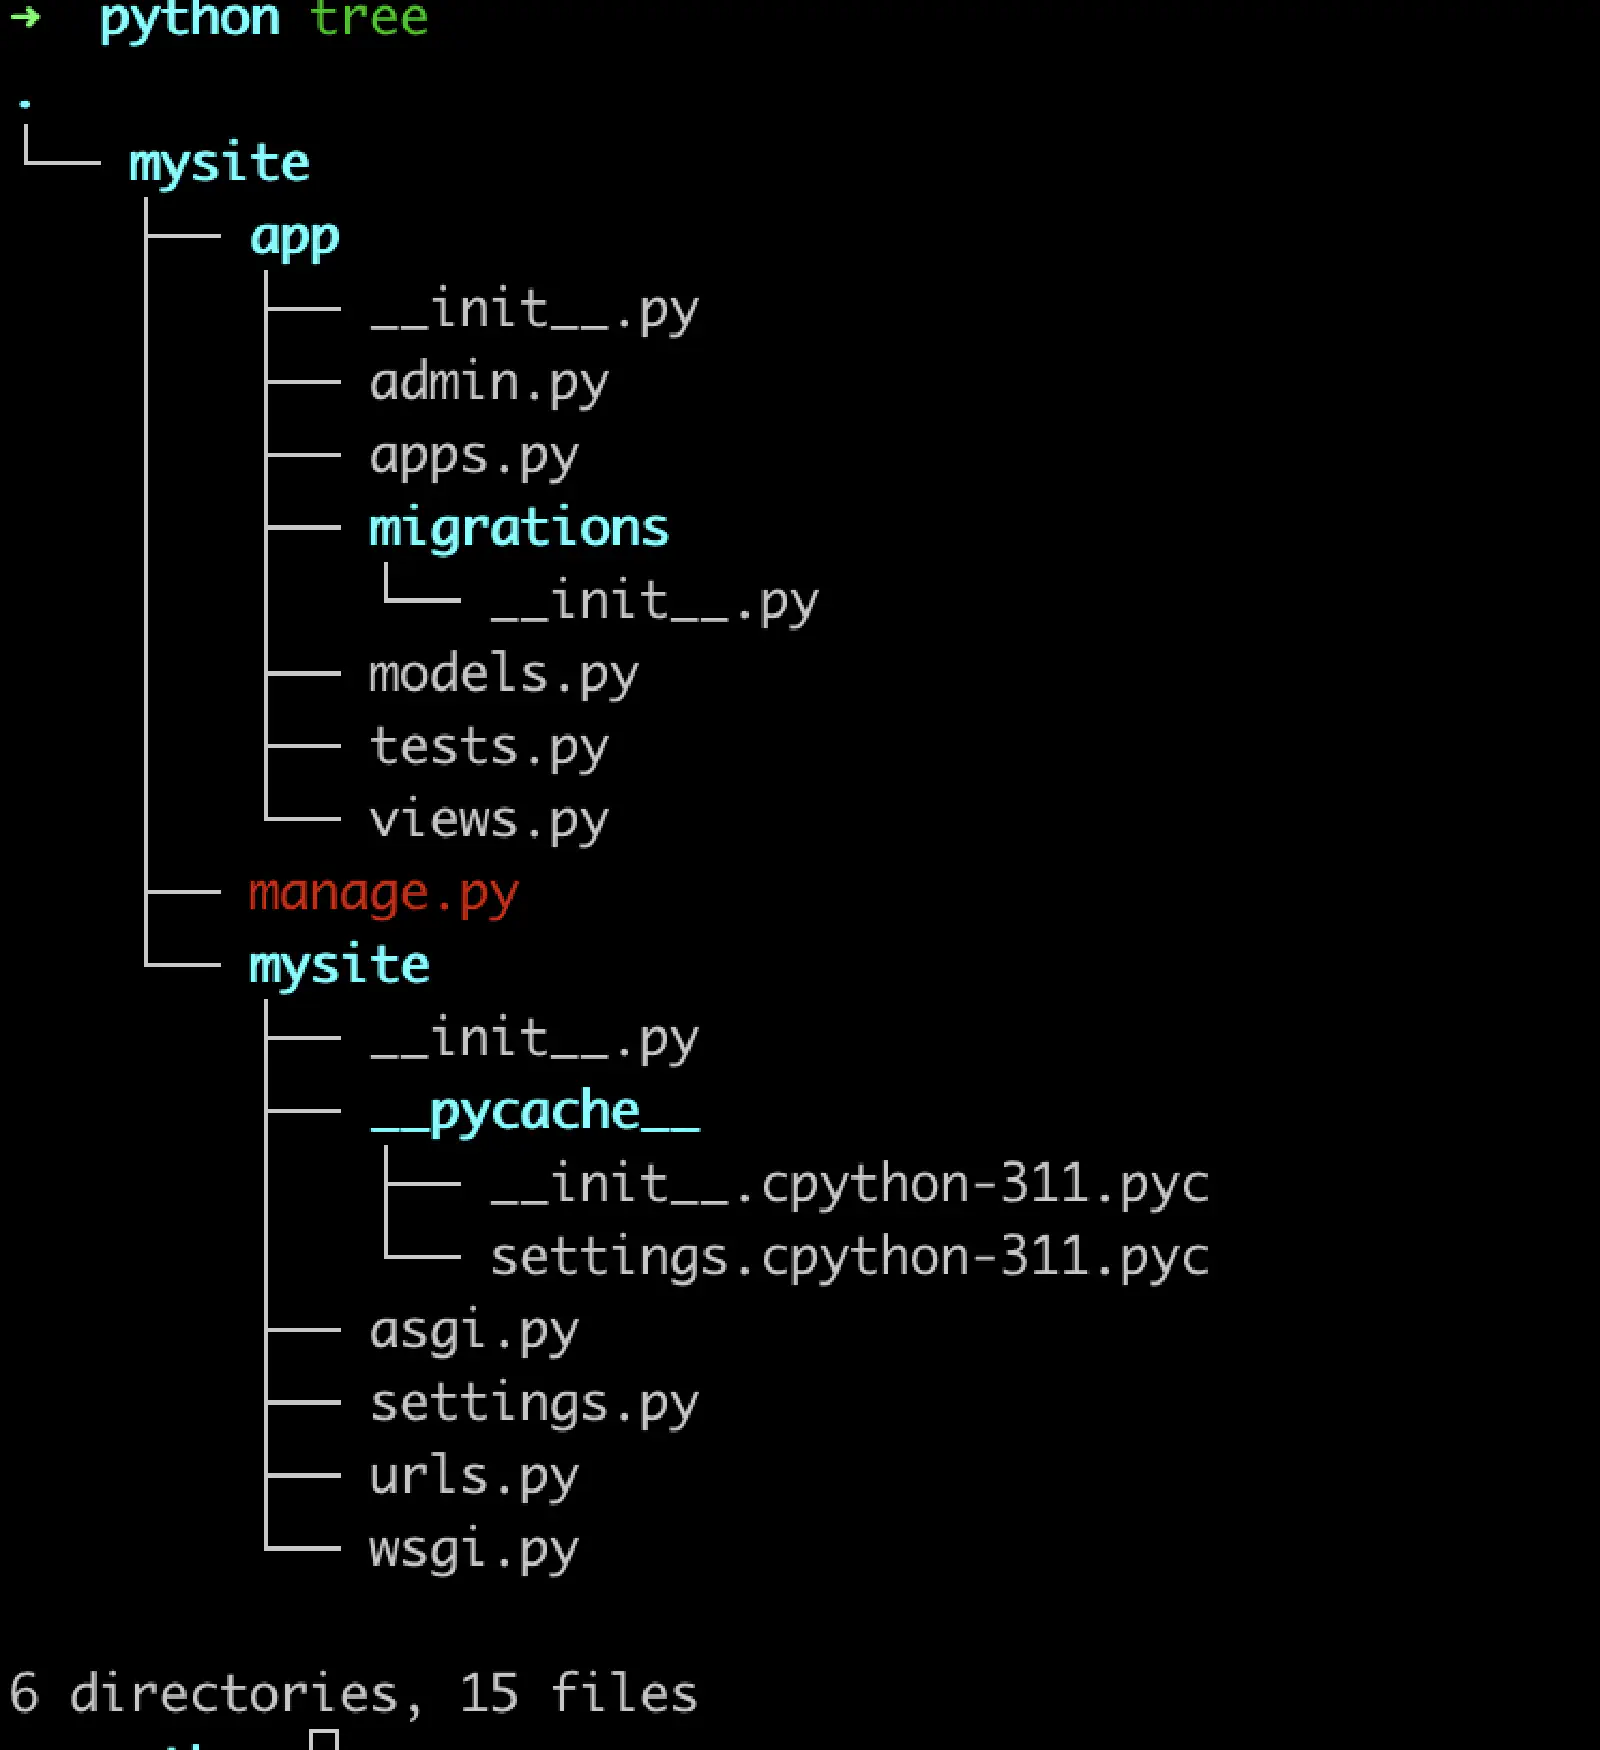 ➜ python tree
.
└── mysite
    ├── app
    │   ├── __init__.py
    │   ├── admin.py
    │   ├── apps.py
    │   ├── migrations
    │   │   └── __init__.py
    │   ├── models.py
    │   ├── tests.py
    │   └── views.py
    ├── manage.py
    └── mysite
        ├── __init__.py
        ├── __pycache__
        │   ├── __init__.cpython-311.pyc
        │   └── settings.cpython-311.pyc
        ├── asgi.py
        ├── settings.py
        ├── urls.py
        └── wsgi.py
6 directories, 15 files